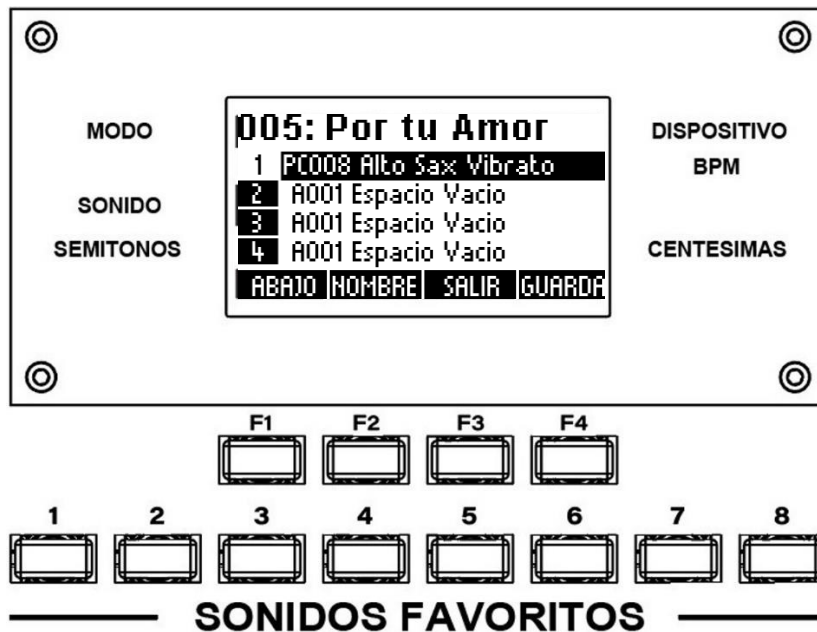 MODO
SONIDO
SEMITONOS
005: Por tu Amor
1 PC008 Alto Sax Vibrato
2 A001 Espacio Vacio
3 A001 Espacio Vacio
4 A001 Espacio Vacio
ABAJO NOMBRE SALIR GUARDA
DISPOSITIVO
BPM
CENTESIMAS
F1 F2 F3 F4
1 2 3 4 5 6 7 8
SONIDOS FAVORITOS